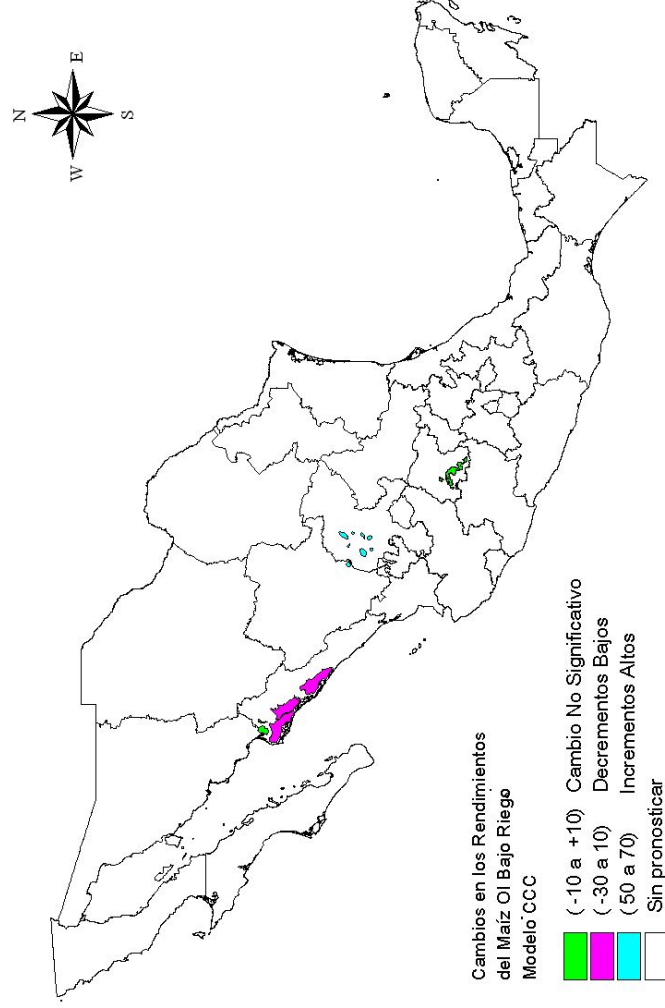 N
W E
S
Cambios en los Rendimientos
del Maíz OI Bajo Riego
Modelo CCC
( -10 a +10) Cambio No Significativo
( -30 a 10) Decrementos Bajos
( 50 a 70) Incrementos Altos
Sin pronosticar